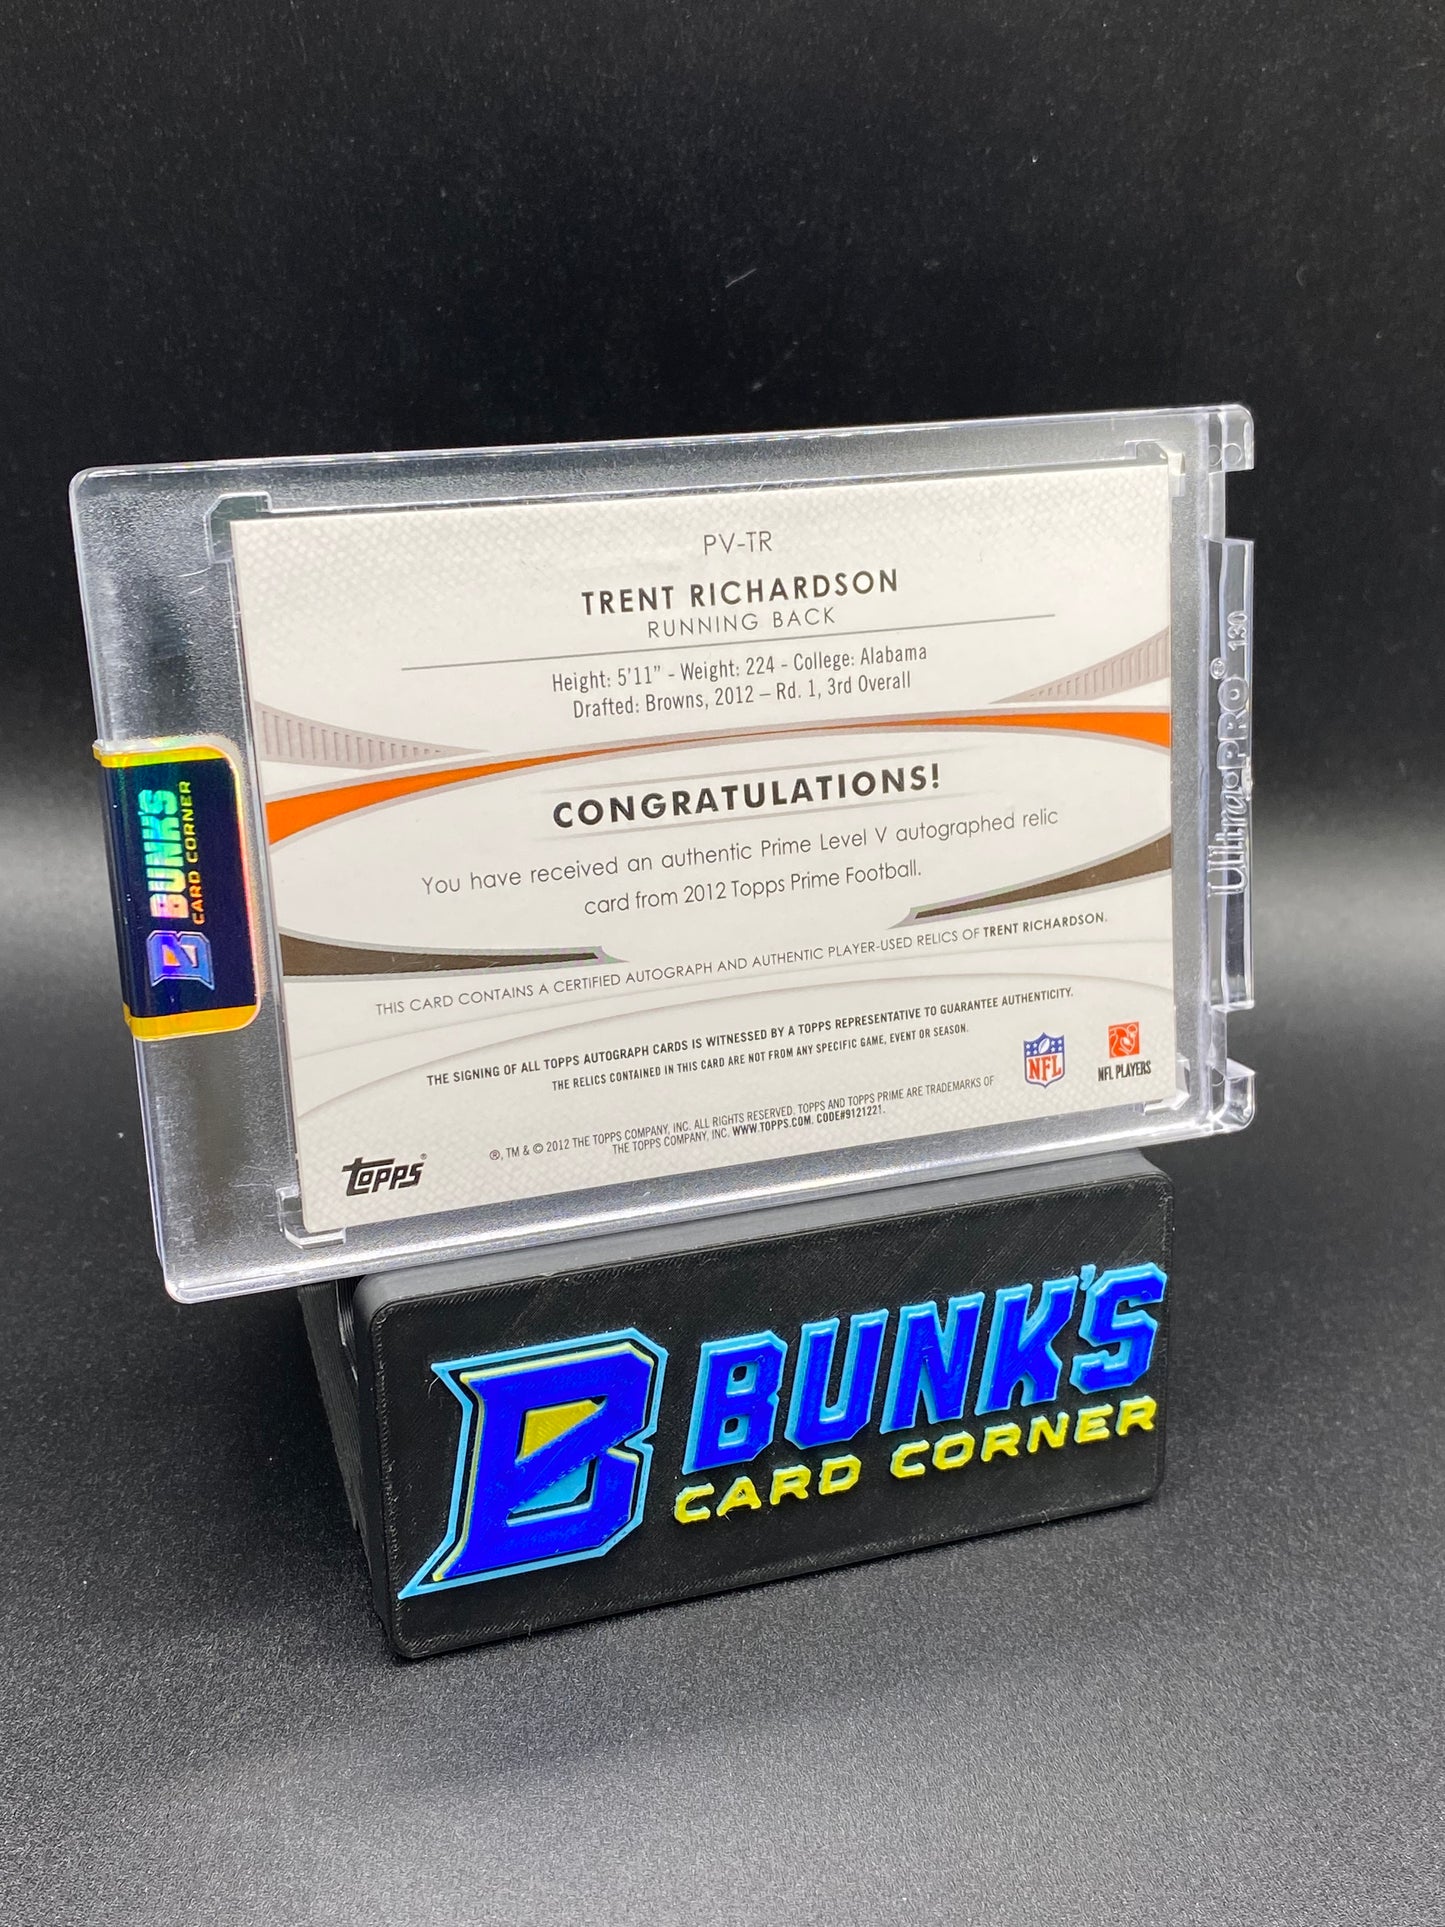 PV-TR
TRENT RICHARDSON
RUNNING BACK
Height: 5'11" - Weight: 224 - College: Alabama
Drafted: Browns, 2012 – Rd. 1, 3rd Overall
CONGRATULATIONS!
You have received an authentic Prime Level V autographed relic
card from 2012 Topps Prime Football.
THIS CARD CONTAINS A CERTIFIED AUTOGRAPH AND AUTHENTIC PLAYER-USED RELICS OF TRENT RICHARDSON.
THE SIGNING OF ALL TOPPS AUTOGRAPH CARDS IS WITNESSED BY A TOPPS REPRESENTATIVE TO GUARANTEE AUTHENTICITY.
THE RELICS CONTAINED IN THIS CARD ARE NOT FROM ANY SPECIFIC GAME, EVENT OR SEASON.
NFL
NFL PLAYERS
®, TM & © 2012 THE TOPPS COMPANY, INC. ALL RIGHTS RESERVED. TOPPS AND TOPPS PRIME ARE TRADEMARKS OF
THE TOPPS COMPANY, INC. WWW.TOPPS.COM. CODE#9121221.
topps®
B BUNK'S
CARD CORNER
Ultra PRO® 130
B BUNK'S
CARD CORNER